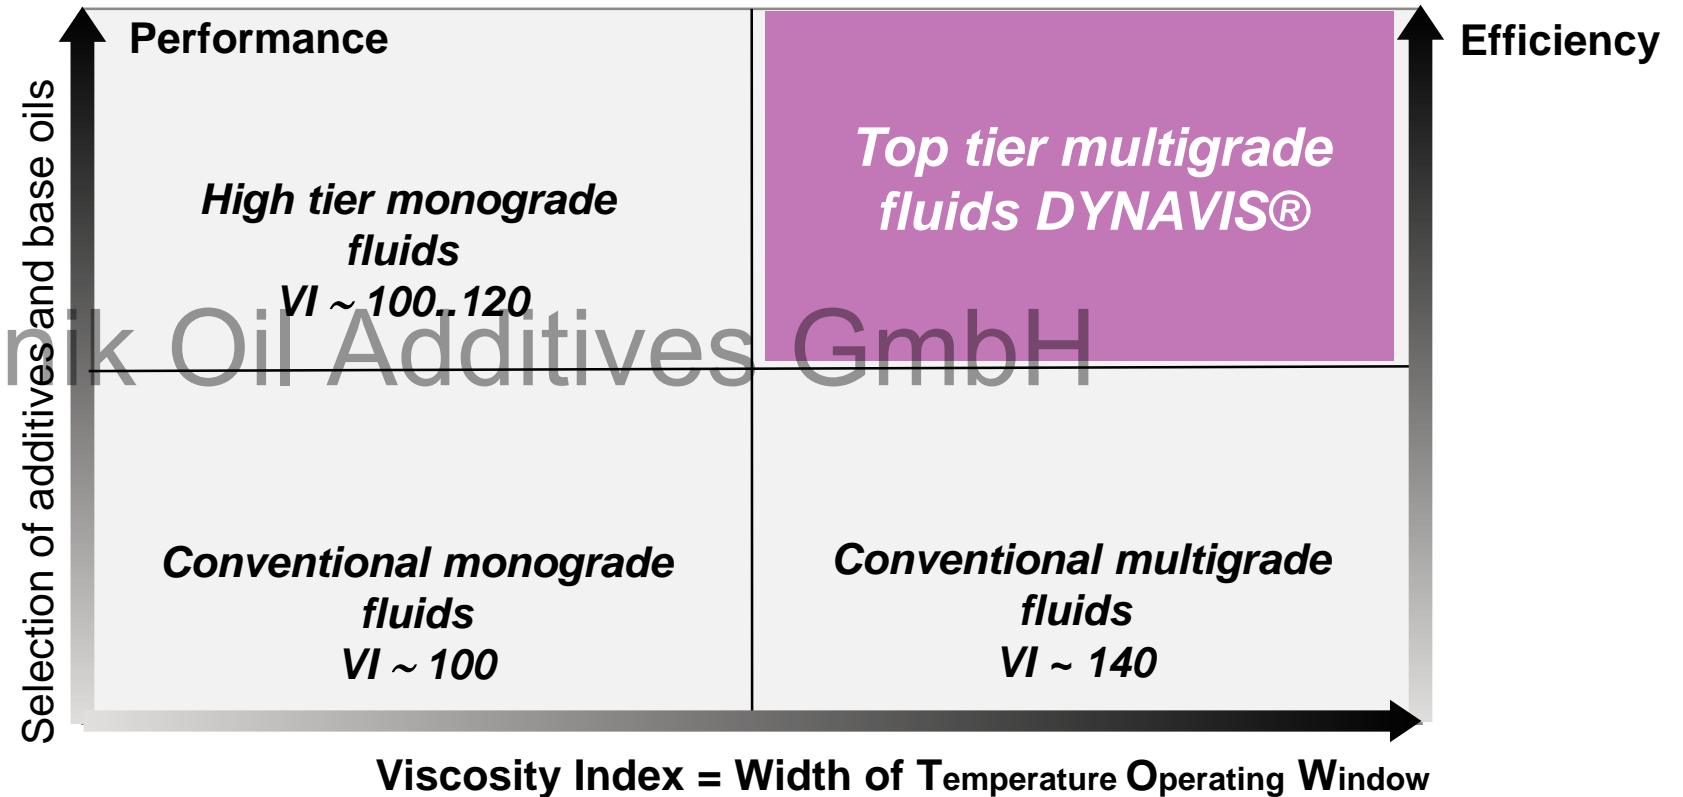 Performance
Efficiency
Selection of additives and base oils
High tier monograde
fluids
VI ~ 100..120
Top tier multigrade
fluids DYNAVIS®
nik Oil Additives GmbH
Conventional monograde
fluids
VI ~ 100
Conventional multigrade
fluids
VI ~ 140
Viscosity Index = Width of Temperature Operating Window